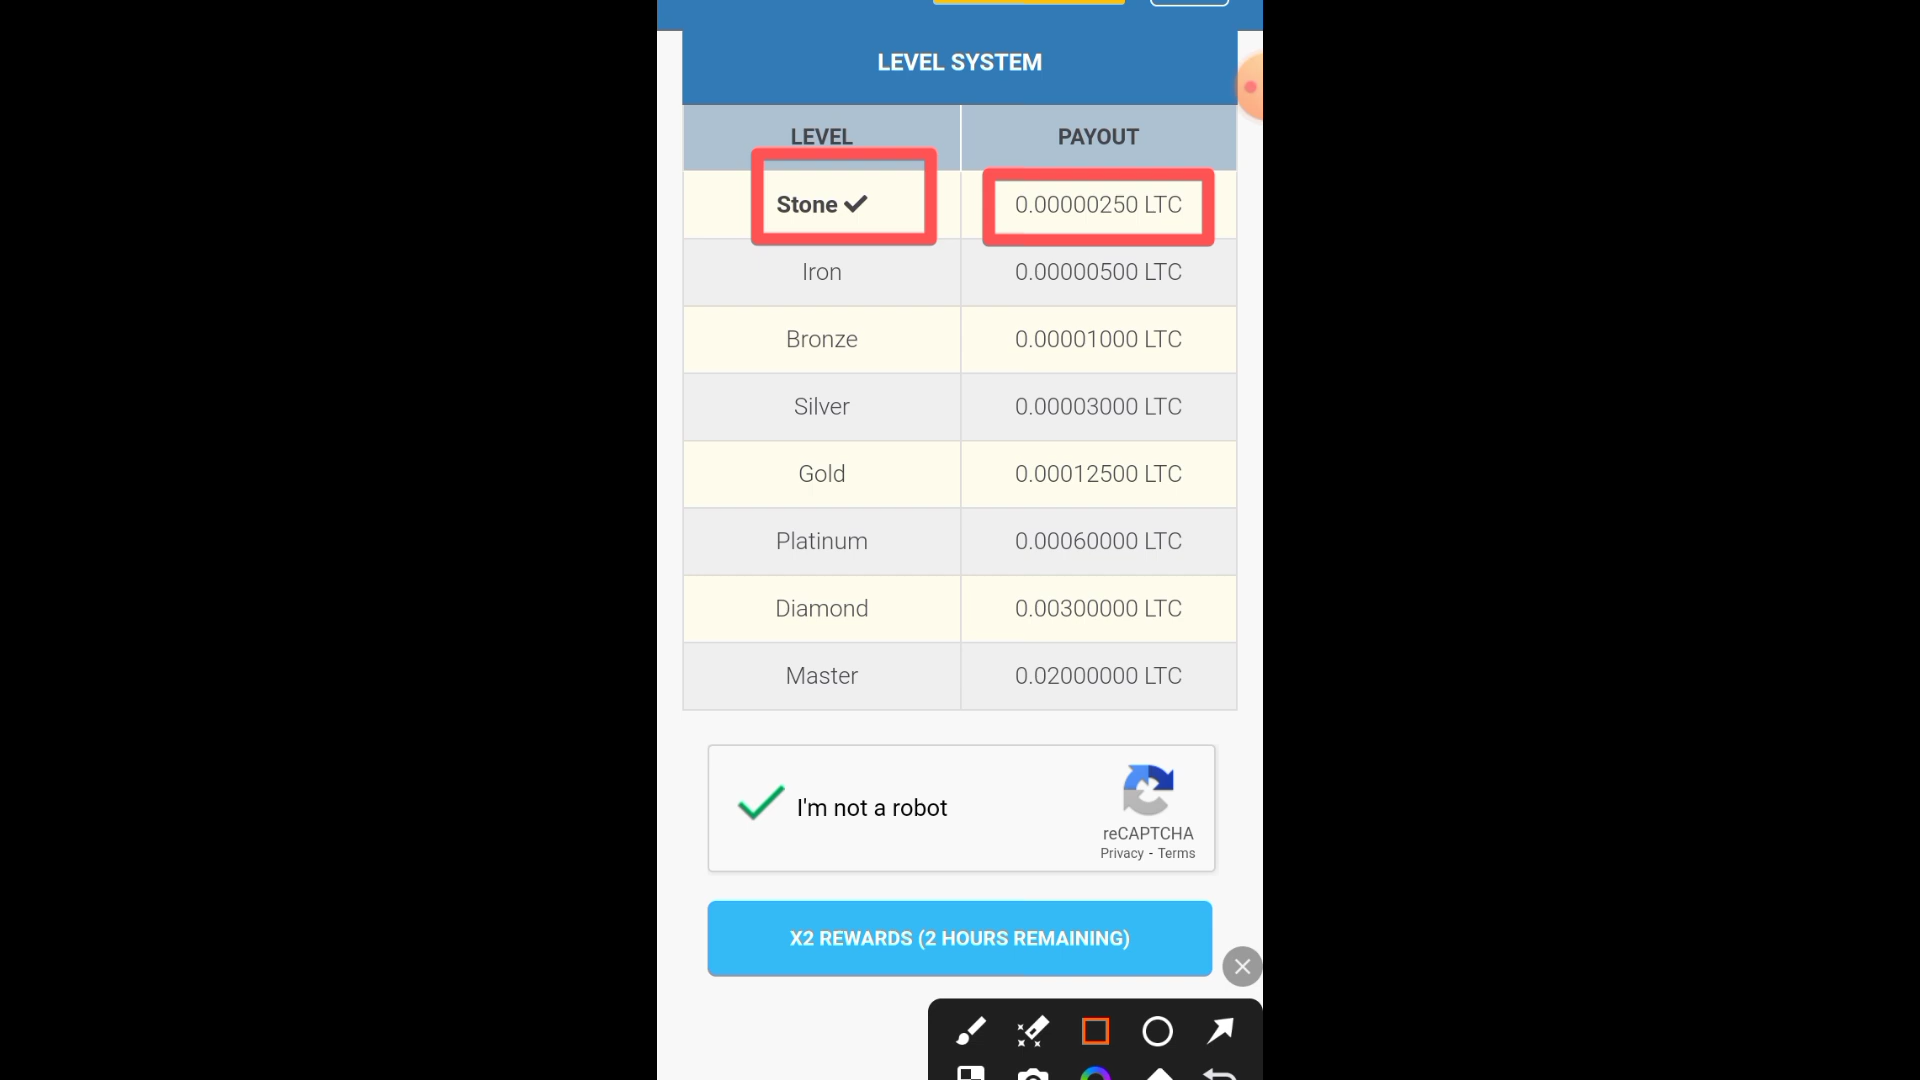 LEVEL SYSTEM
LEVEL PAYOUT
Stone 0.00000250 LTC
Iron 0.00000500 LTC
Bronze 0.00001000 LTC
Silver 0.00003000 LTC
Gold 0.00012500 LTC
Platinum 0.00060000 LTC
Diamond 0.00300000 LTC
Master 0.02000000 LTC
I'm not a robot
reCAPTCHA
Privacy - Terms
X2 REWARDS (2 HOURS REMAINING)